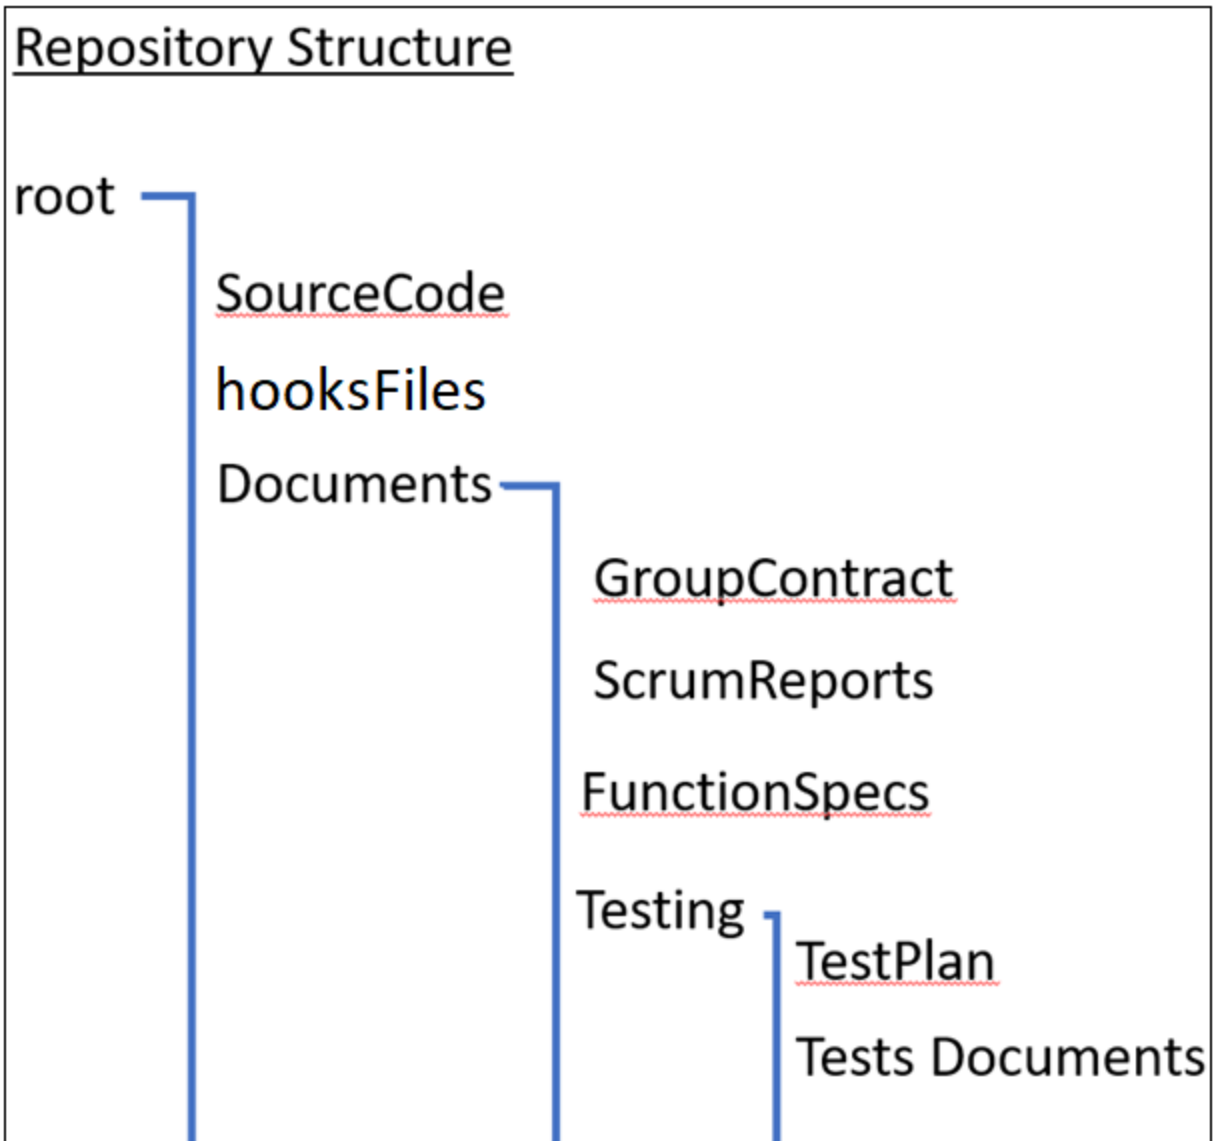 Repository Structure
root
SourceCode
hooksFiles
Documents
GroupContract
ScrumReports
FunctionSpecs
Testing
TestPlan
Tests Documents